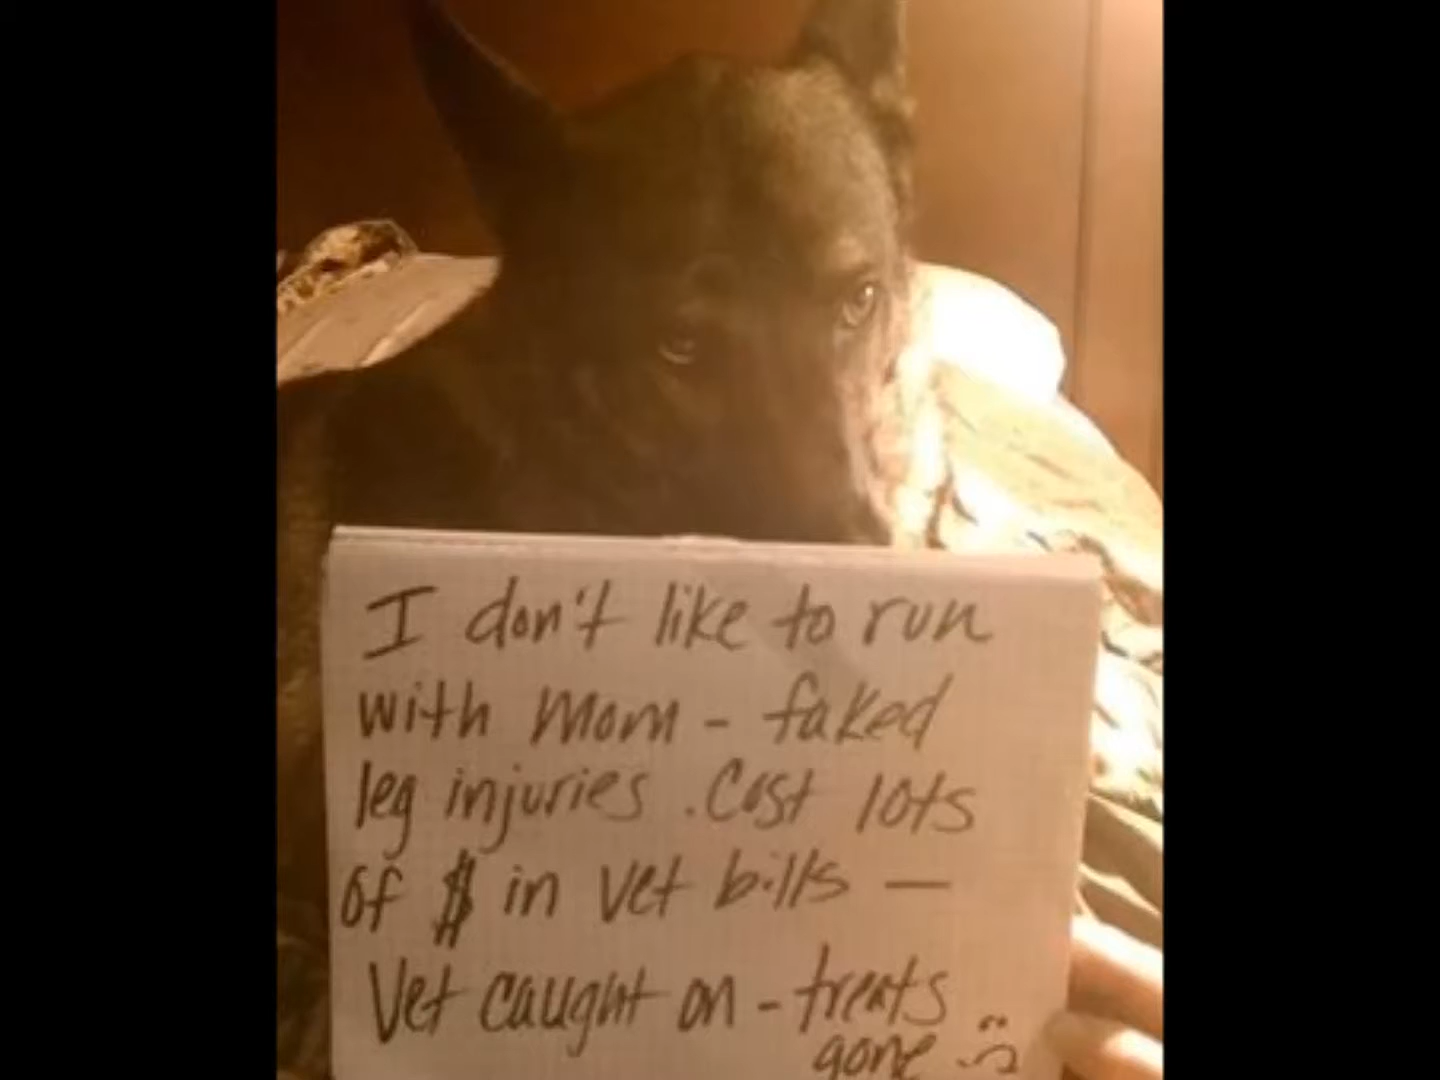 I don't like to run
with Mom - faked
leg injuries. Cost lots
of $ in vet bills —
Vet caught on - treats
gone :(